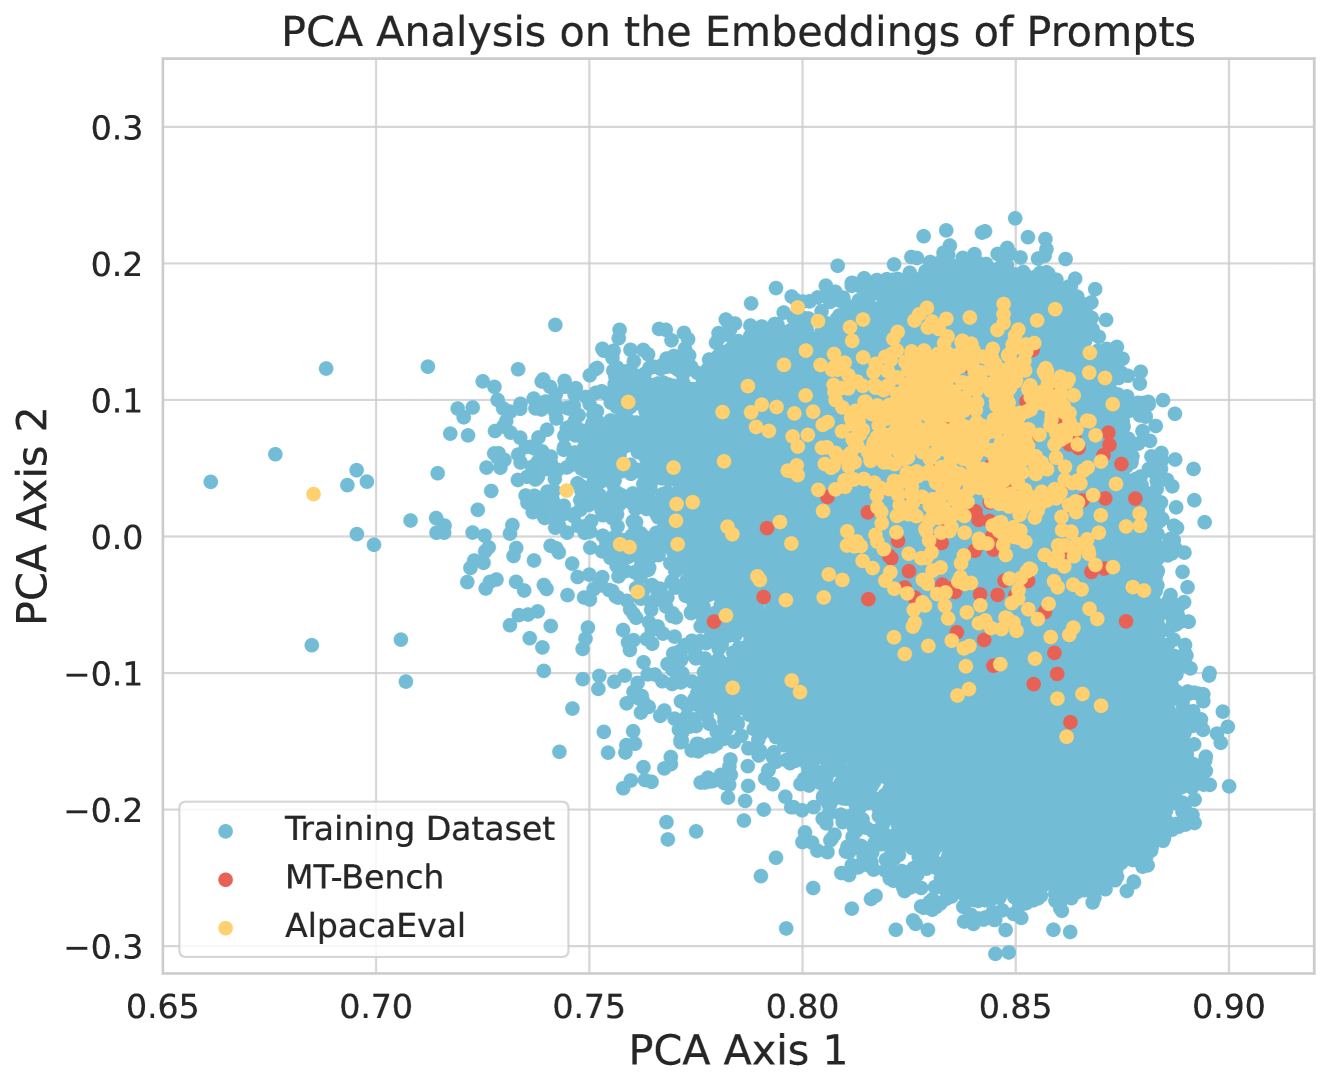 PCA Analysis on the Embeddings of Prompts
PCA Axis 2
0.3
0.2
0.1
0.0
−0.1
−0.2
−0.3
Training Dataset
MT-Bench
AlpacaEval
0.65 0.70 0.75 0.80 0.85 0.90
PCA Axis 1